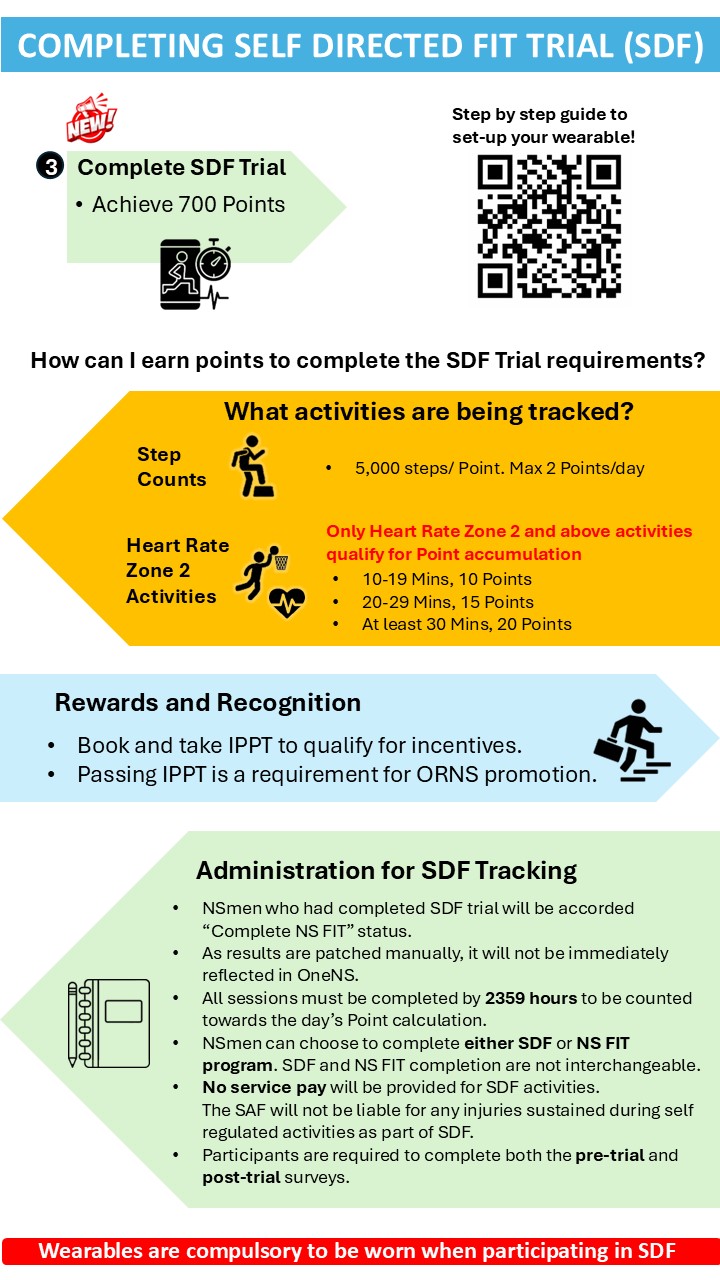 COMPLETING SELF DIRECTED FIT TRIAL (SDF)
NEW!
Step by step guide to
set-up your wearable!
3 Complete SDF Trial
• Achieve 700 Points
How can I earn points to complete the SDF Trial requirements?
What activities are being tracked?
Step
Counts
• 5,000 steps/ Point. Max 2 Points/day
Heart Rate
Zone 2
Activities
Only Heart Rate Zone 2 and above activities
qualify for Point accumulation
• 10-19 Mins, 10 Points
• 20-29 Mins, 15 Points
• At least 30 Mins, 20 Points
Rewards and Recognition
• Book and take IPPT to qualify for incentives.
• Passing IPPT is a requirement for ORNS promotion.
Administration for SDF Tracking
• NSmen who had completed SDF trial will be accorded
“Complete NS FIT” status.
• As results are patched manually, it will not be immediately
reflected in OneNS.
• All sessions must be completed by 2359 hours to be counted
towards the day’s Point calculation.
• NSmen can choose to complete either SDF or NS FIT
program. SDF and NS FIT completion are not interchangeable.
• No service pay will be provided for SDF activities.
The SAF will not be liable for any injuries sustained during self
regulated activities as part of SDF.
• Participants are required to complete both the pre-trial and
post-trial surveys.
Wearables are compulsory to be worn when participating in SDF